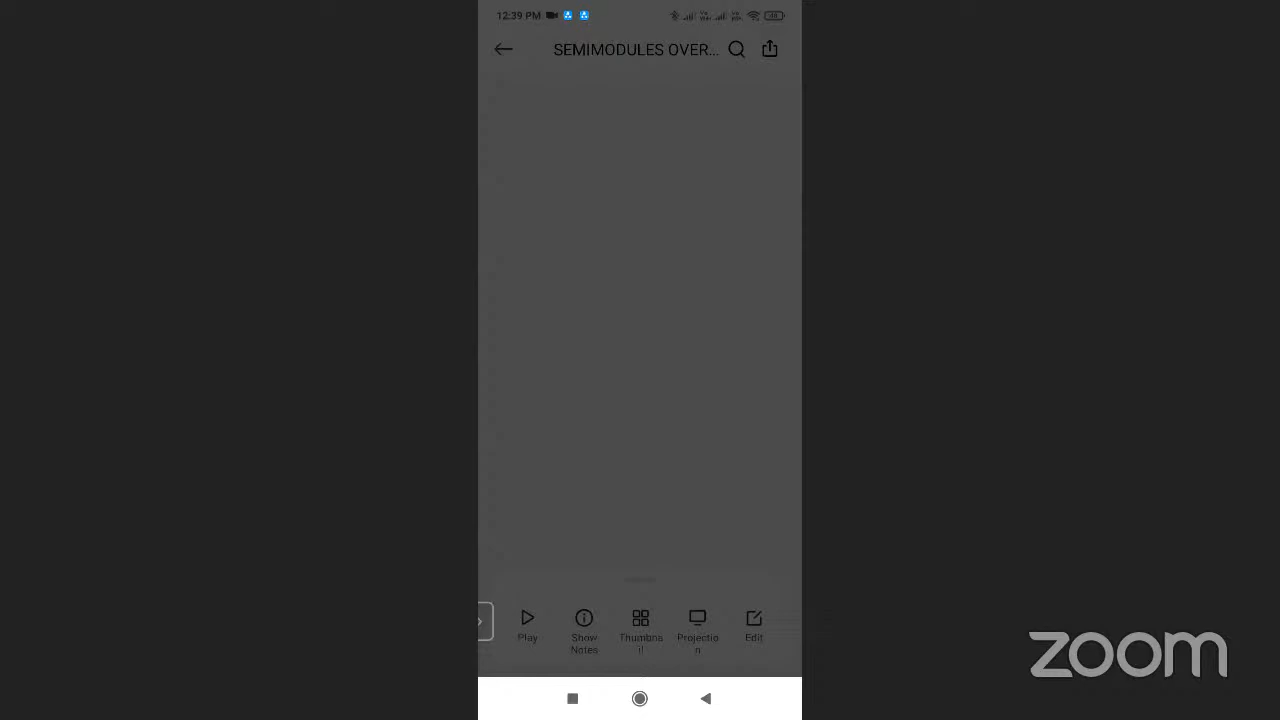 12:39 PM
SEMIMODULES OVER...
Play
Show
Notes
Thumbna
il
Projectio
n
Edit
zoom